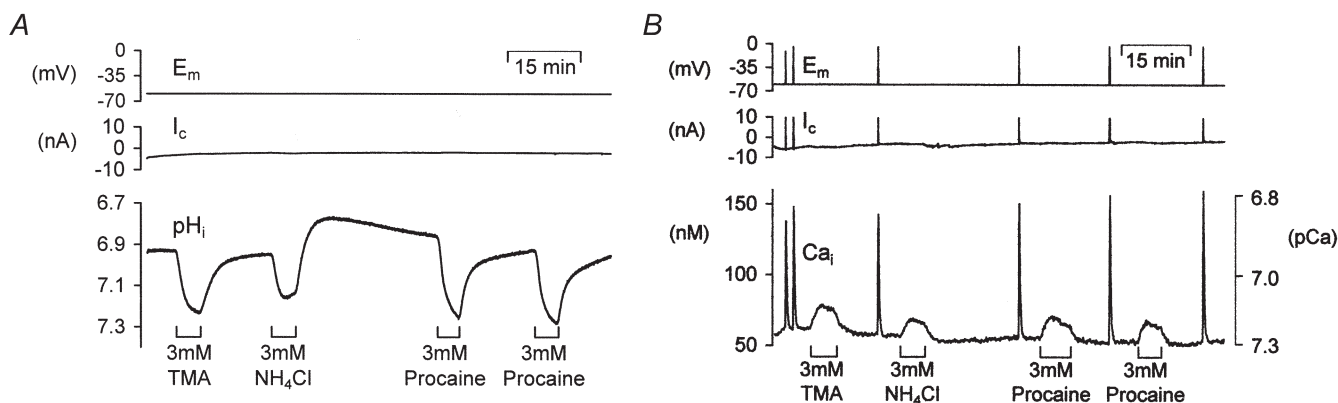 A
0
(mV) -35
-70
Em
15 min
10
(nA) 0
-10
Ic
6.7
6.9
7.1
7.3
pHi
3mM 3mM 3mM 3mM
TMA NH4Cl Procaine Procaine
B
0
(mV) -35
-70
Em
15 min
10
(nA) 0
-10
Ic
150
(nM)
100
50
Cai
6.8
(pCa)
7.0
7.3
3mM 3mM 3mM 3mM
TMA NH4Cl Procaine Procaine